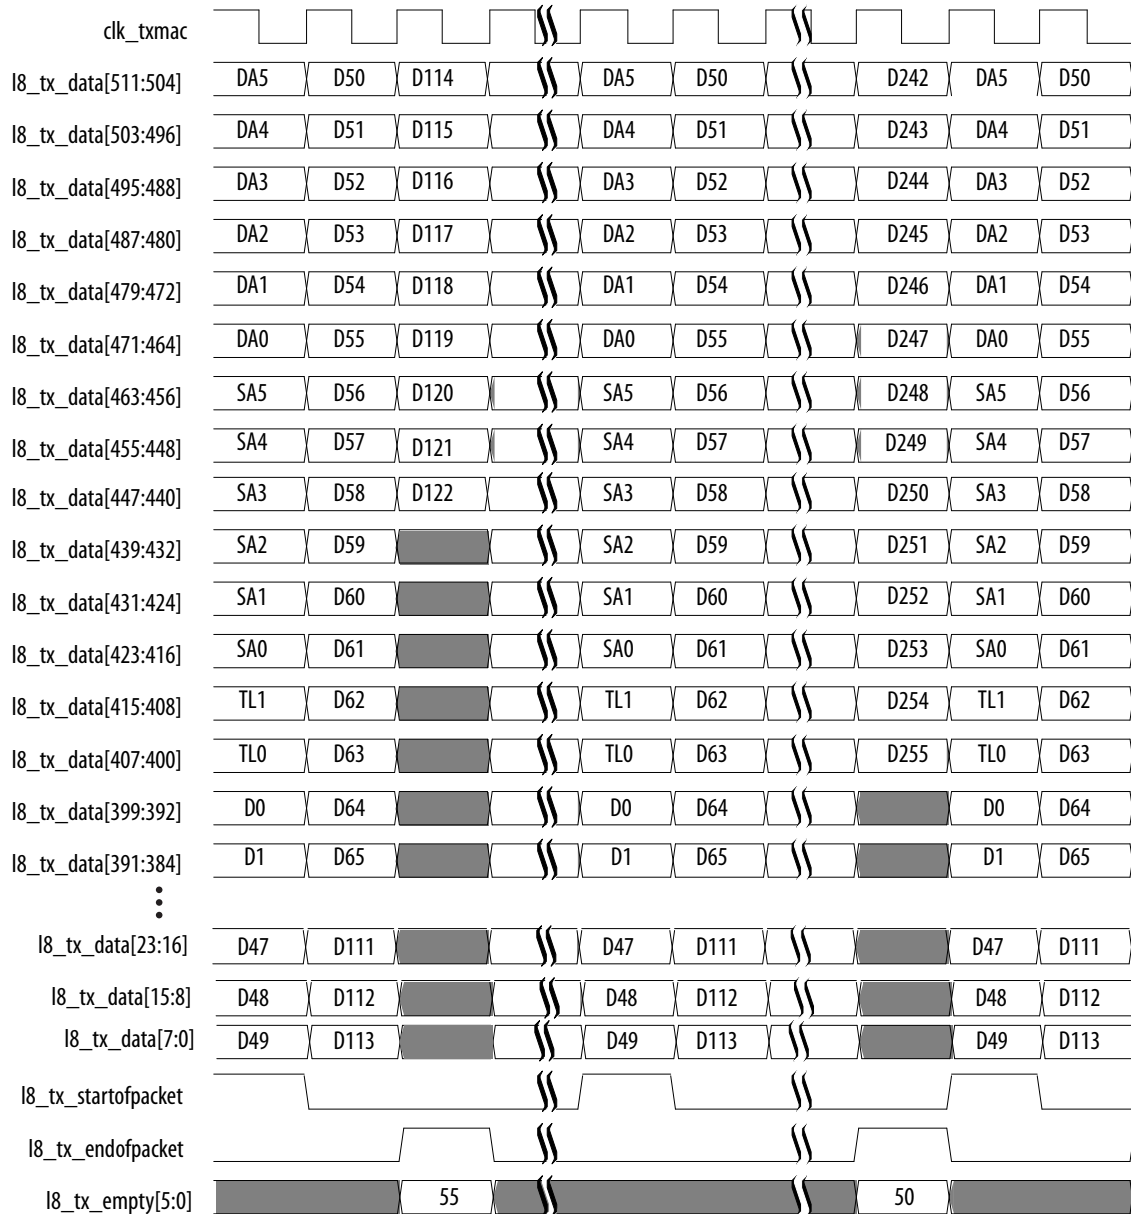 clk_txmac
l8_tx_data[511:504] DA5 D50 D114 DA5 D50 D242 DA5 D50
l8_tx_data[503:496] DA4 D51 D115 DA4 D51 D243 DA4 D51
l8_tx_data[495:488] DA3 D52 D116 DA3 D52 D244 DA3 D52
l8_tx_data[487:480] DA2 D53 D117 DA2 D53 D245 DA2 D53
l8_tx_data[479:472] DA1 D54 D118 DA1 D54 D246 DA1 D54
l8_tx_data[471:464] DA0 D55 D119 DA0 D55 D247 DA0 D55
l8_tx_data[463:456] SA5 D56 D120 SA5 D56 D248 SA5 D56
l8_tx_data[455:448] SA4 D57 D121 SA4 D57 D249 SA4 D57
l8_tx_data[447:440] SA3 D58 D122 SA3 D58 D250 SA3 D58
l8_tx_data[439:432] SA2 D59 SA2 D59 D251 SA2 D59
l8_tx_data[431:424] SA1 D60 SA1 D60 D252 SA1 D60
l8_tx_data[423:416] SA0 D61 SA0 D61 D253 SA0 D61
l8_tx_data[415:408] TL1 D62 TL1 D62 D254 TL1 D62
l8_tx_data[407:400] TL0 D63 TL0 D63 D255 TL0 D63
l8_tx_data[399:392] D0 D64 D0 D64 D0 D64
l8_tx_data[391:384] D1 D65 D1 D65 D1 D65
l8_tx_data[23:16] D47 D111 D47 D111 D47 D111
l8_tx_data[15:8] D48 D112 D48 D112 D48 D112
l8_tx_data[7:0] D49 D113 D49 D113 D49 D113
l8_tx_startofpacket
l8_tx_endofpacket
l8_tx_empty[5:0] 55 50